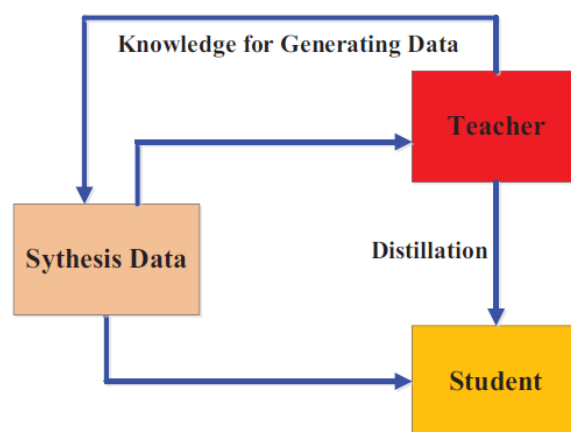 Knowledge for Generating Data
Teacher
Sythesis Data
Distillation
Student